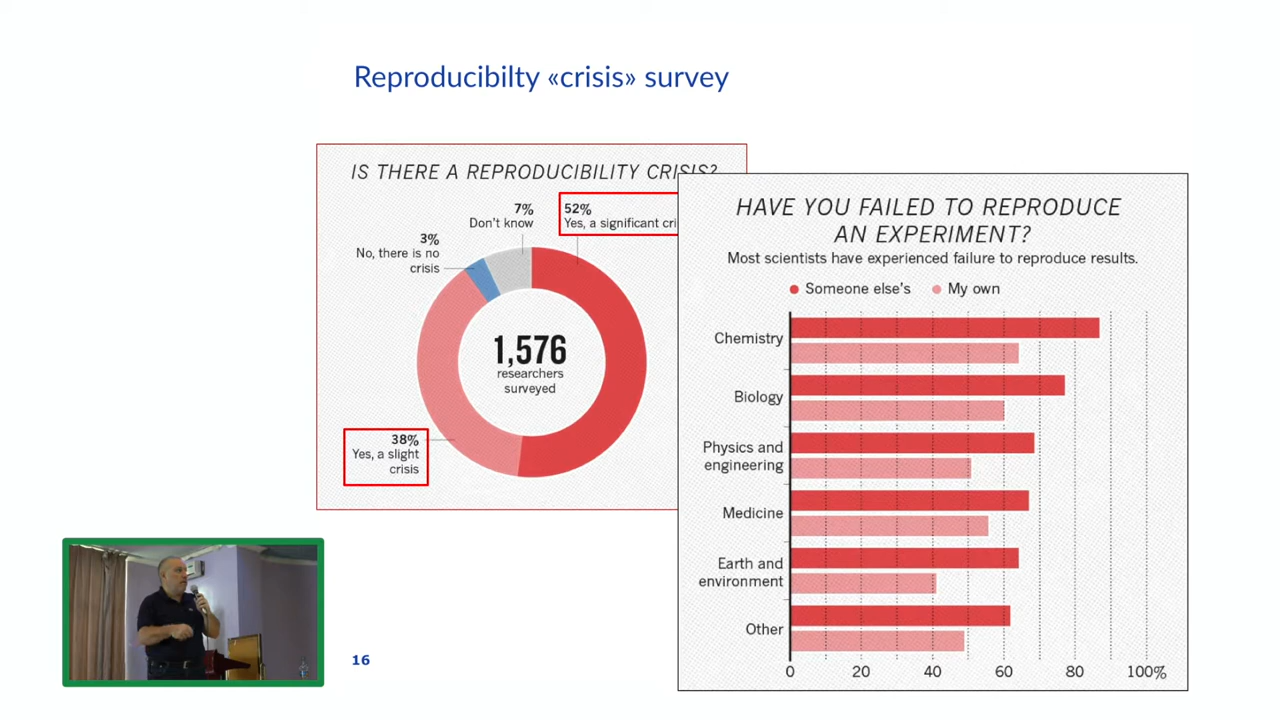 Reproducibilty «crisis» survey
IS THERE A REPRODUCIBILITY CRISIS?
7%
Don't know
52%
Yes, a significant cri
3%
No, there is no
crisis
1,576
researchers
surveyed
38%
Yes, a slight
crisis
HAVE YOU FAILED TO REPRODUCE
AN EXPERIMENT?
Most scientists have experienced failure to reproduce results.
Someone else's
My own
Chemistry
Biology
Physics and
engineering
Medicine
Earth and
environment
Other
0 20 40 60 80 100%
16